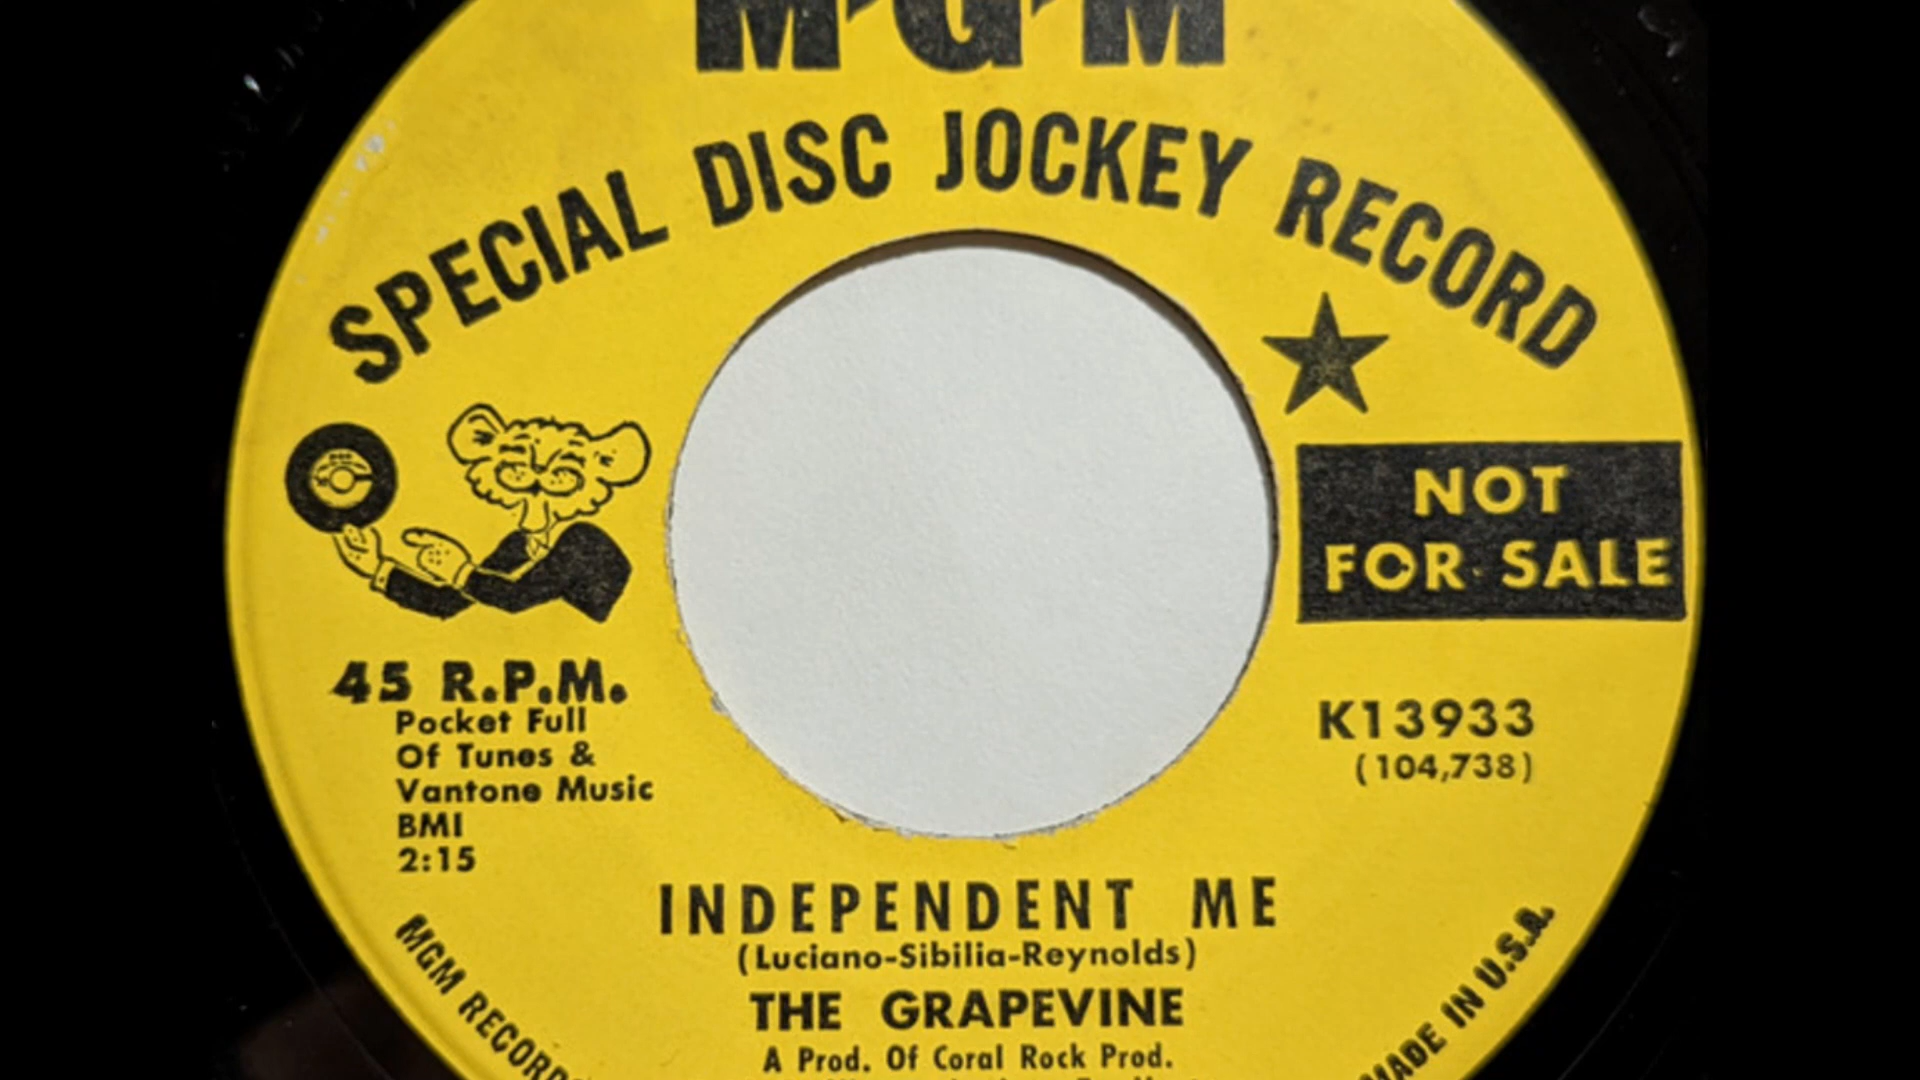 M·G·M
SPECIAL DISC JOCKEY RECORD
NOT
FOR SALE
45 R.P.M.
Pocket Full
Of Tunes &
Vantone Music
BMI
2:15
K13933
(104,738)
INDEPENDENT ME
(Luciano-Sibilia-Reynolds)
THE GRAPEVINE
A Prod. Of Coral Rock Prod.
MGM RECORDS
MADE IN U.S.A.